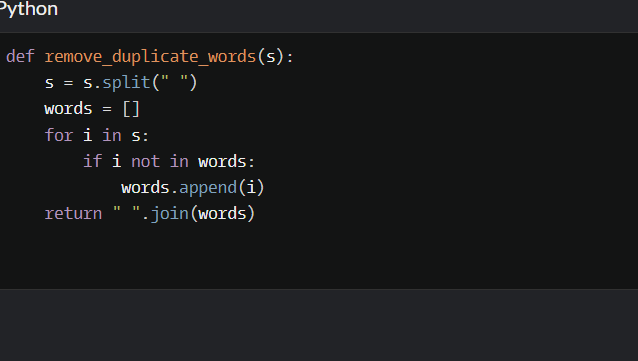 Python
def remove_duplicate_words(s):
    s = s.split(" ")
    words = []
    for i in s:
        if i not in words:
            words.append(i)
    return " ".join(words)